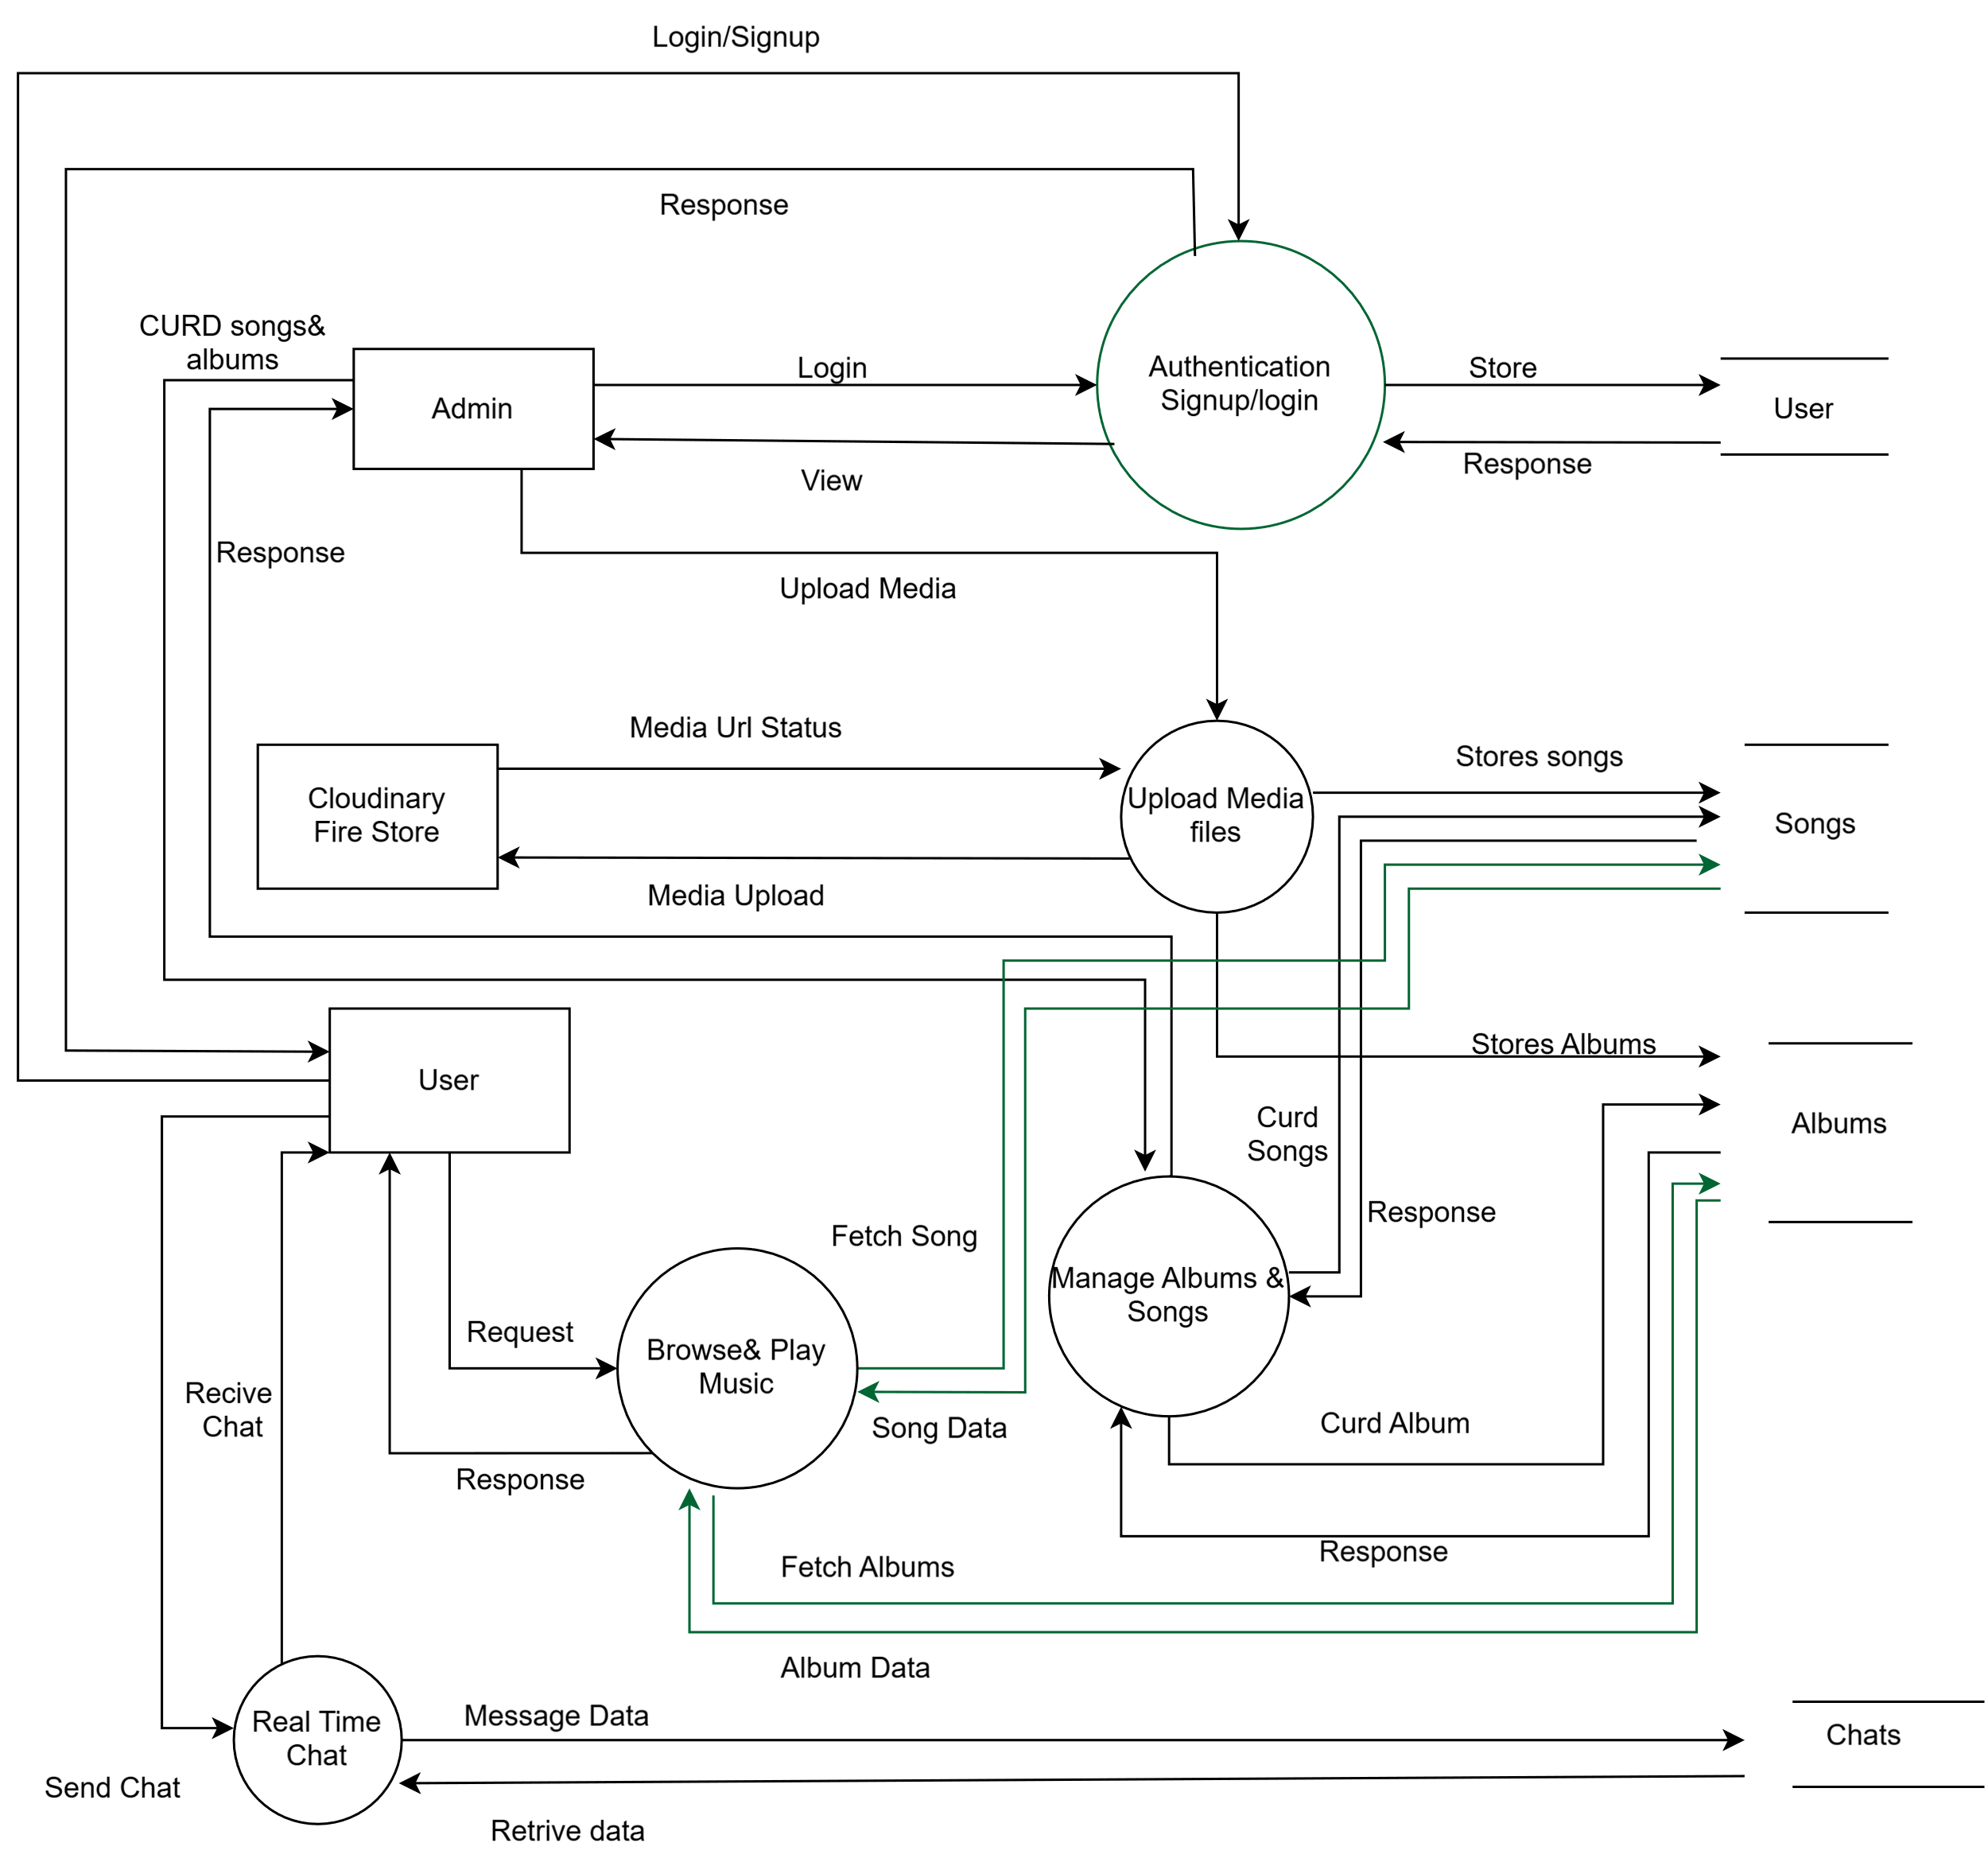 Login/Signup
Response
CURD songs&
albums
Admin
Login
Authentication
Signup/login
Store
User
View
Response
Response
Upload Media
Media Url Status
Cloudinary
Fire Store
Upload Media
files
Stores songs
Songs
Media Upload
User
Stores Albums
Albums
Curd
Songs
Response
Fetch Song
Manage Albums &
Songs
Request
Browse& Play
Music
Recive
Chat
Song Data
Curd Album
Response
Response
Fetch Albums
Album Data
Real Time
Chat
Message Data
Chats
Send Chat
Retrive data